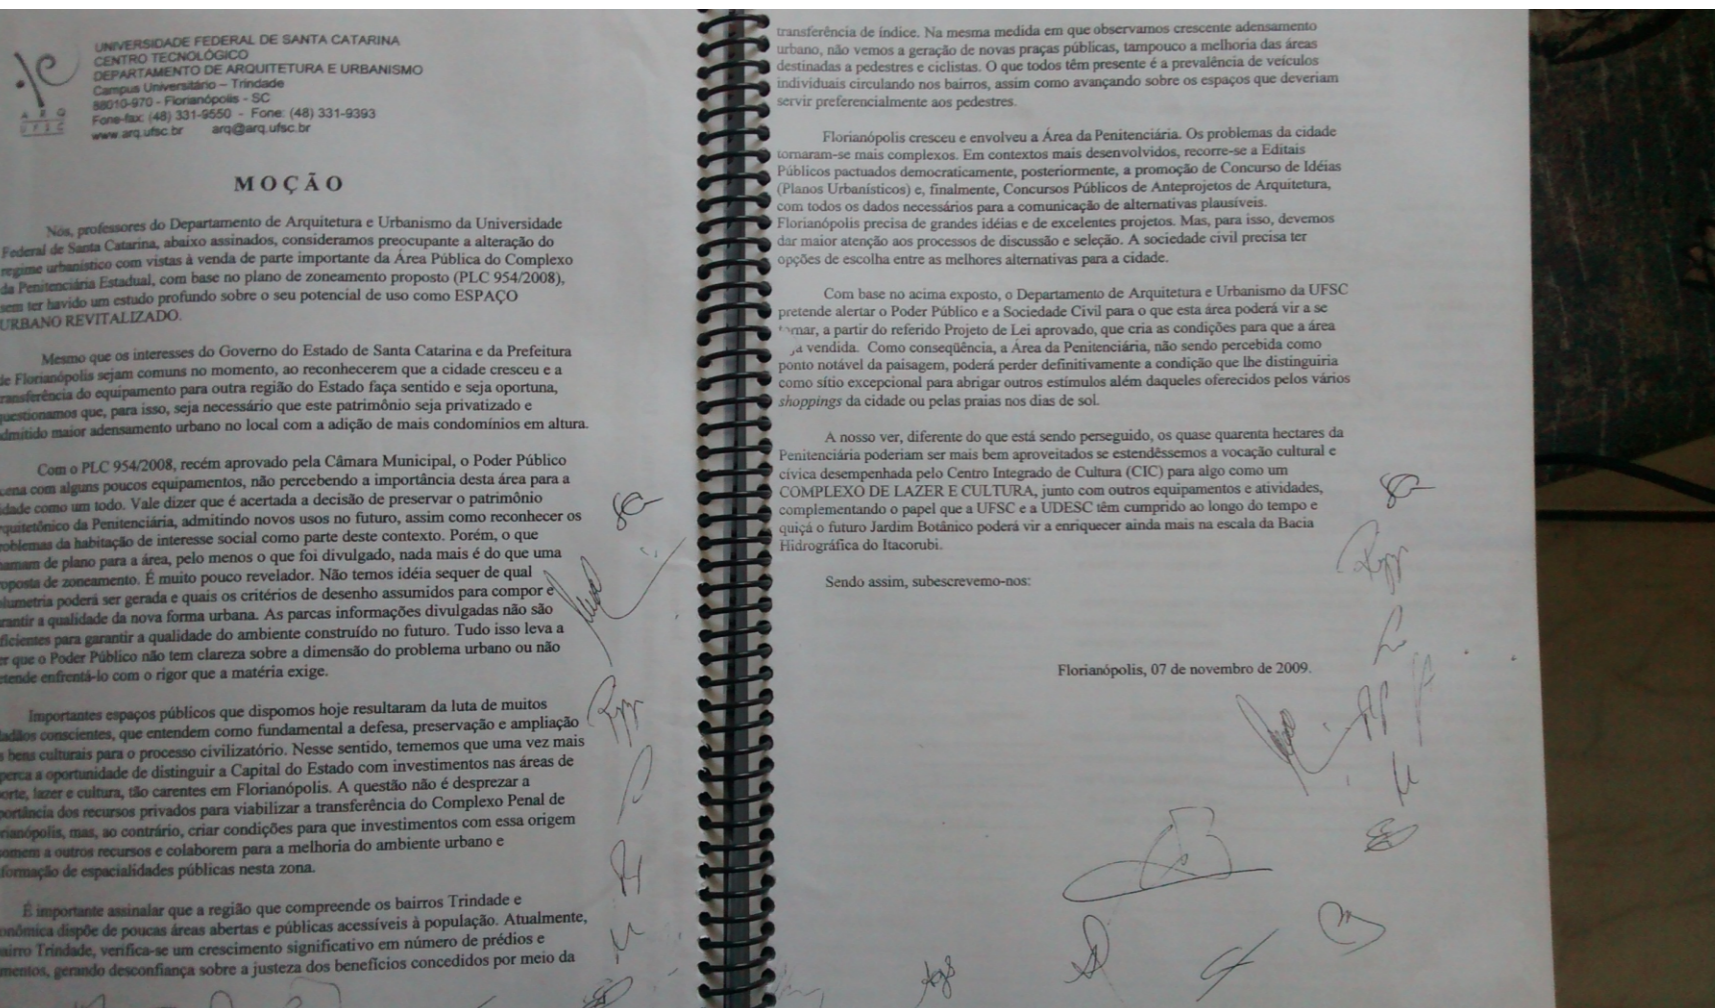 UNIVERSIDADE FEDERAL DE SANTA CATARINA
CENTRO TECNOLÓGICO
DEPARTAMENTO DE ARQUITETURA E URBANISMO
Campus Universitário – Trindade
88010-970 - Florianópolis - SC
Fone-fax: (48) 331-9550 - Fone: (48) 331-9393
www.arq.ufsc.br arq@arq.ufsc.br
A R Q
U F S C
MOÇÃO
Nós, professores do Departamento de Arquitetura e Urbanismo da Universidade
Federal de Santa Catarina, abaixo assinados, consideramos preocupante a alteração do
regime urbanístico com vistas à venda de parte importante da Área Pública do Complexo
da Penitenciária Estadual, com base no plano de zoneamento proposto (PLC 954/2008),
sem ter havido um estudo profundo sobre o seu potencial de uso como ESPAÇO
URBANO REVITALIZADO.
Mesmo que os interesses do Governo do Estado de Santa Catarina e da Prefeitura
de Florianópolis sejam comuns no momento, ao reconhecerem que a cidade cresceu e a
ransferência do equipamento para outra região do Estado faça sentido e seja oportuna,
uestionamos que, para isso, seja necessário que este patrimônio seja privatizado e
dmitido maior adensamento urbano no local com a adição de mais condomínios em altura.
Com o PLC 954/2008, recém aprovado pela Câmara Municipal, o Poder Público
cena com alguns poucos equipamentos, não percebendo a importância desta área para a
idade como um todo. Vale dizer que é acertada a decisão de preservar o patrimônio
rquitetônico da Penitenciária, admitindo novos usos no futuro, assim como reconhecer os
roblemas da habitação de interesse social como parte deste contexto. Porém, o que
hamam de plano para a área, pelo menos o que foi divulgado, nada mais é do que uma
oposta de zoneamento. É muito pouco revelador. Não temos idéia sequer de qual
lumetria poderá ser gerada e quais os critérios de desenho assumidos para compor e
rantir a qualidade da nova forma urbana. As parcas informações divulgadas não são
ficientes para garantir a qualidade do ambiente construído no futuro. Tudo isso leva a
er que o Poder Público não tem clareza sobre a dimensão do problema urbano ou não
etende enfrentá-lo com o rigor que a matéria exige.
Importantes espaços públicos que dispomos hoje resultaram da luta de muitos
dadãos conscientes, que entendem como fundamental a defesa, preservação e ampliação
s bens culturais para o processo civilizatório. Nesse sentido, tememos que uma vez mais
perca a oportunidade de distinguir a Capital do Estado com investimentos nas áreas de
orte, lazer e cultura, tão carentes em Florianópolis. A questão não é desprezar a
portância dos recursos privados para viabilizar a transferência do Complexo Penal de
rianópolis, mas, ao contrário, criar condições para que investimentos com essa origem
omem a outros recursos e colaborem para a melhoria do ambiente urbano e
formação de espacialidades públicas nesta zona.
É importante assinalar que a região que compreende os bairros Trindade e
onômica dispõe de poucas áreas abertas e públicas acessíveis à população. Atualmente,
airro Trindade, verifica-se um crescimento significativo em número de prédios e
mentos, gerando desconfiança sobre a justeza dos benefícios concedidos por meio da
transferência de índice. Na mesma medida em que observamos crescente adensamento
urbano, não vemos a geração de novas praças públicas, tampouco a melhoria das áreas
destinadas a pedestres e ciclistas. O que todos têm presente é a prevalência de veículos
individuais circulando nos bairros, assim como avançando sobre os espaços que deveriam
servir preferencialmente aos pedestres.
Florianópolis cresceu e envolveu a Área da Penitenciária. Os problemas da cidade
tornaram-se mais complexos. Em contextos mais desenvolvidos, recorre-se a Editais
Públicos pactuados democraticamente, posteriormente, a promoção de Concurso de Idéias
(Planos Urbanísticos) e, finalmente, Concursos Públicos de Anteprojetos de Arquitetura,
com todos os dados necessários para a comunicação de alternativas plausíveis.
Florianópolis precisa de grandes idéias e de excelentes projetos. Mas, para isso, devemos
dar maior atenção aos processos de discussão e seleção. A sociedade civil precisa ter
opções de escolha entre as melhores alternativas para a cidade.
Com base no acima exposto, o Departamento de Arquitetura e Urbanismo da UFSC
pretende alertar o Poder Público e a Sociedade Civil para o que esta área poderá vir a se
rnar, a partir do referido Projeto de Lei aprovado, que cria as condições para que a área
a vendida. Como conseqüência, a Área da Penitenciária, não sendo percebida como
ponto notável da paisagem, poderá perder definitivamente a condição que lhe distinguiria
como sítio excepcional para abrigar outros estímulos além daqueles oferecidos pelos vários
shoppings da cidade ou pelas praias nos dias de sol.
A nosso ver, diferente do que está sendo perseguido, os quase quarenta hectares da
Penitenciária poderiam ser mais bem aproveitados se estendêssemos a vocação cultural e
cívica desempenhada pelo Centro Integrado de Cultura (CIC) para algo como um
COMPLEXO DE LAZER E CULTURA, junto com outros equipamentos e atividades,
complementando o papel que a UFSC e a UDESC têm cumprido ao longo do tempo e
quiçá o futuro Jardim Botânico poderá vir a enriquecer ainda mais na escala da Bacia
Hidrográfica do Itacorubi.
Sendo assim, subescrevemo-nos:
Florianópolis, 07 de novembro de 2009.